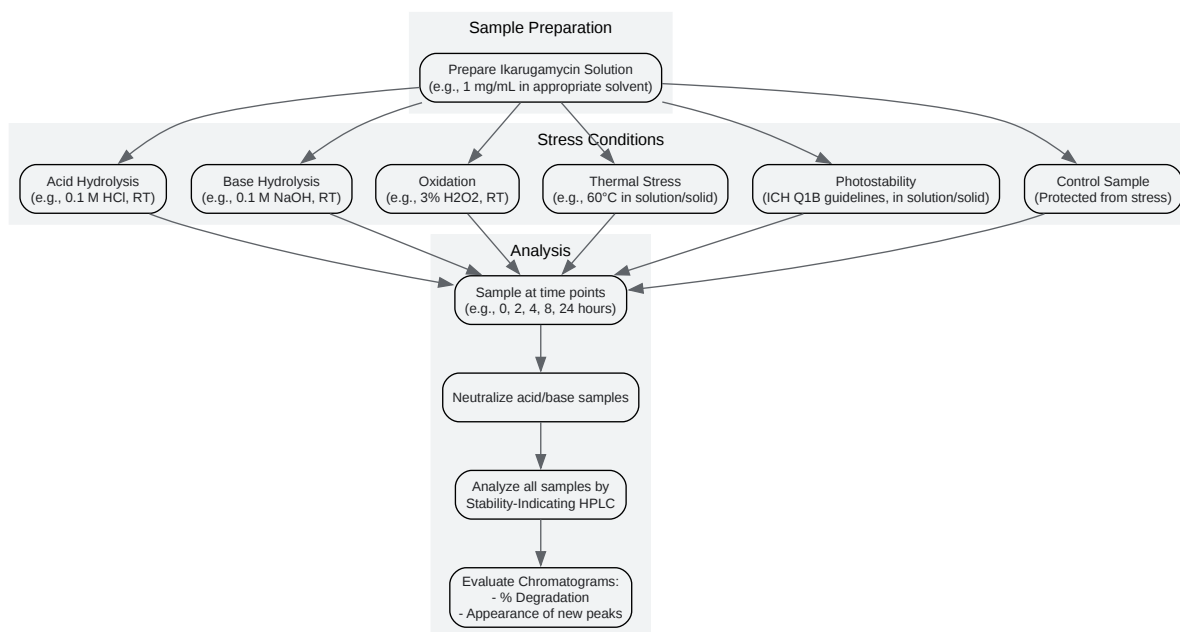 Sample Preparation
Prepare Ikarugamycin Solution
(e.g., 1 mg/mL in appropriate solvent)
Stress Conditions
Acid Hydrolysis
(e.g., 0.1 M HCl, RT)
Base Hydrolysis
(e.g., 0.1 M NaOH, RT)
Oxidation
(e.g., 3% H2O2, RT)
Thermal Stress
(e.g., 60°C in solution/solid)
Photostability
(ICH Q1B guidelines, in solution/solid)
Control Sample
(Protected from stress)
Analysis
Sample at time points
(e.g., 0, 2, 4, 8, 24 hours)
Neutralize acid/base samples
Analyze all samples by
Stability-Indicating HPLC
Evaluate Chromatograms:
- % Degradation
- Appearance of new peaks